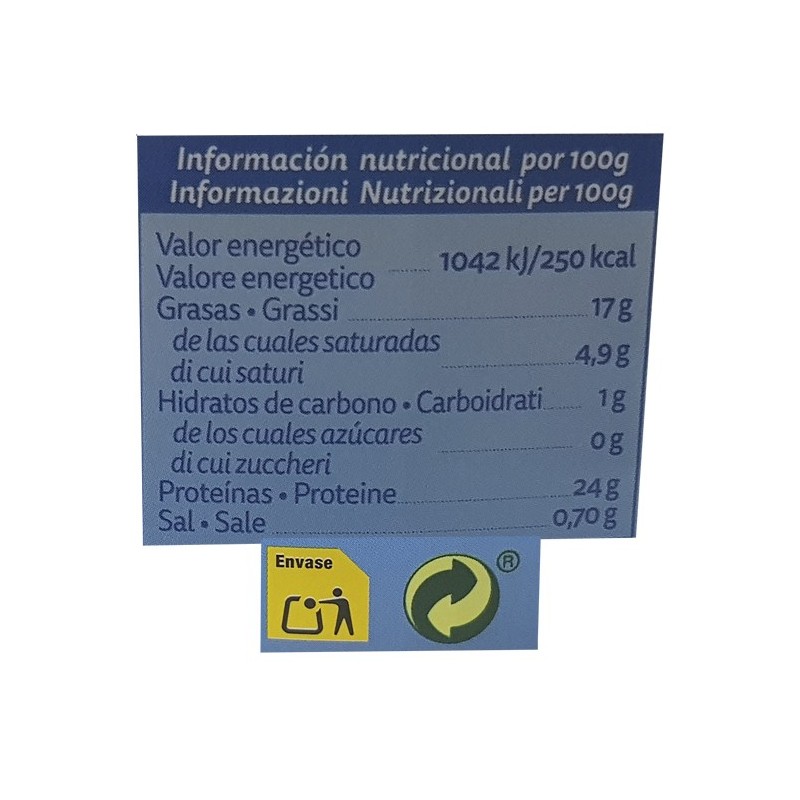 Información nutricional por 100g
Informazioni Nutrizionali per 100g
Valor energético
Valore energetico ........ 1042 kJ/250 kcal
Grasas • Grassi ........ 17 g
de las cuales saturadas
di cui saturi ........ 4,9 g
Hidratos de carbono • Carboidrati ........ 1 g
de los cuales azúcares
di cui zuccheri ........ 0 g
Proteínas • Proteine ........ 24 g
Sal • Sale ........ 0,70 g
Envase
®